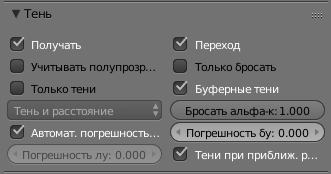 Тень
Получать
Переход
Учитывать полупрозр...
Только бросать
Только тени
Буферные тени
Тень и расстояние
Бросать альфа-к: 1.000
Автомат. погрешность...
Погрешность бу: 0.000
Погрешность лу: 0.000
Тени при приближ. р...